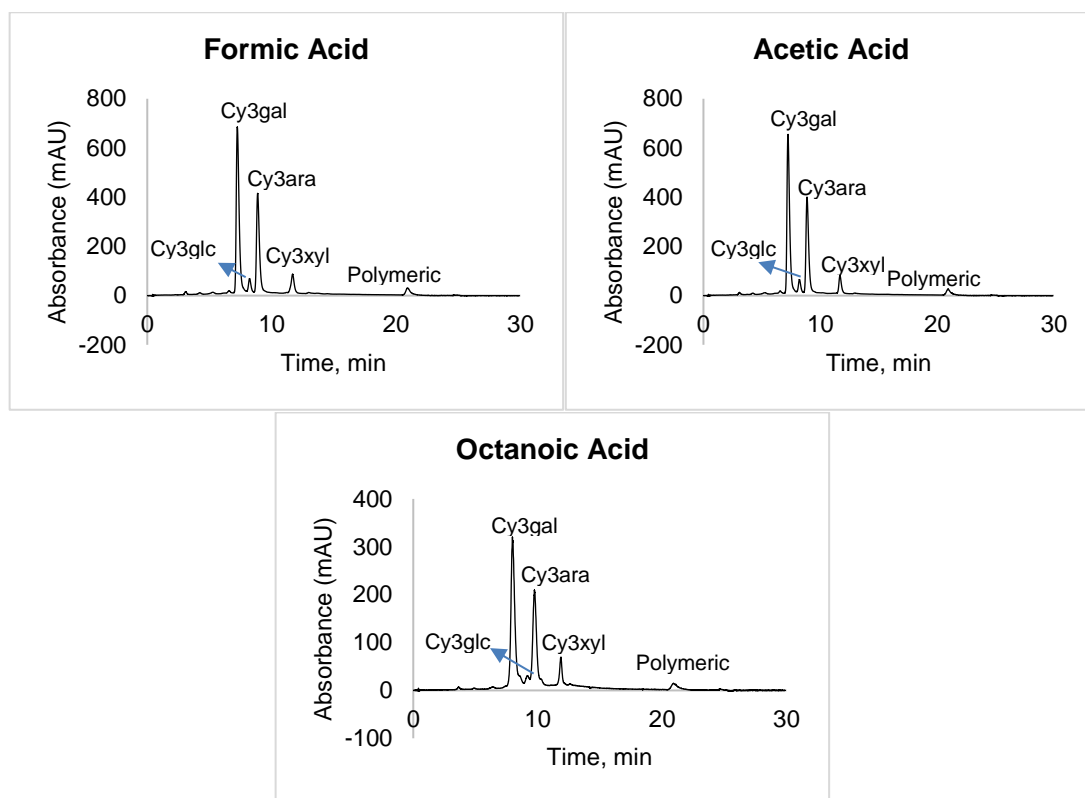 Formic Acid
800
600
400
200
0
-200
Absorbance (mAU)
Cy3gal
Cy3ara
Cy3glc
Cy3xyl
Polymeric
0 10 20 30
Time, min
Acetic Acid
800
600
400
200
0
-200
Absorbance (mAU)
Cy3gal
Cy3ara
Cy3glc
Cy3xyl
Polymeric
0 10 20 30
Time, min
Octanoic Acid
400
300
200
100
0
-100
Absorbance (mAU)
Cy3gal
Cy3ara
Cy3glc
Cy3xyl
Polymeric
0 10 20 30
Time, min